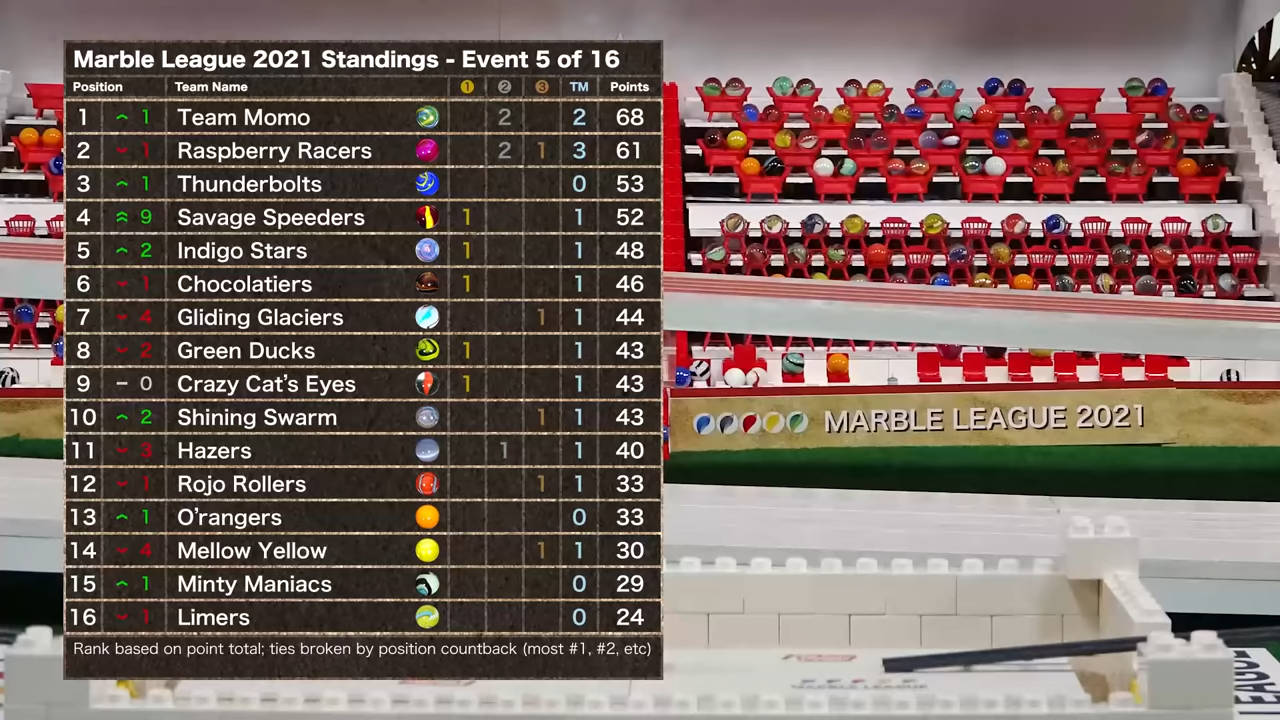 Marble League 2021 Standings - Event 5 of 16
Position Team Name 1 2 3 TM Points
1 1 Team Momo 2 2 68
2 1 Raspberry Racers 2 1 3 61
3 1 Thunderbolts 0 53
4 9 Savage Speeders 1 1 52
5 2 Indigo Stars 1 1 48
6 1 Chocolatiers 1 1 46
7 4 Gliding Glaciers 1 1 44
8 2 Green Ducks 1 1 43
9 – 0 Crazy Cat's Eyes 1 1 43
10 2 Shining Swarm 1 1 43
11 3 Hazers 1 1 40
12 1 Rojo Rollers 1 1 33
13 1 O'rangers 0 33
14 4 Mellow Yellow 1 1 30
15 1 Minty Maniacs 0 29
16 1 Limers 0 24
Rank based on point total; ties broken by position countback (most #1, #2, etc)
MARBLE LEAGUE 2021
MARBLE LEAGUE